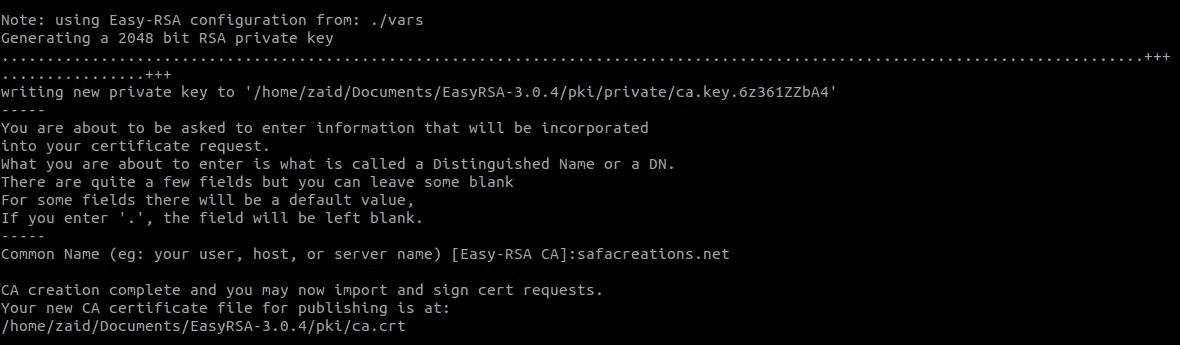 Note: using Easy-RSA configuration from: ./vars
Generating a 2048 bit RSA private key
...............................................................................................................................+++
................+++
writing new private key to '/home/zaid/Documents/EasyRSA-3.0.4/pki/private/ca.key.6z361ZZbA4'
-----
You are about to be asked to enter information that will be incorporated
into your certificate request.
What you are about to enter is what is called a Distinguished Name or a DN.
There are quite a few fields but you can leave some blank
For some fields there will be a default value,
If you enter '.', the field will be left blank.
-----
Common Name (eg: your user, host, or server name) [Easy-RSA CA]:safacreations.net
CA creation complete and you may now import and sign cert requests.
Your new CA certificate file for publishing is at:
/home/zaid/Documents/EasyRSA-3.0.4/pki/ca.crt